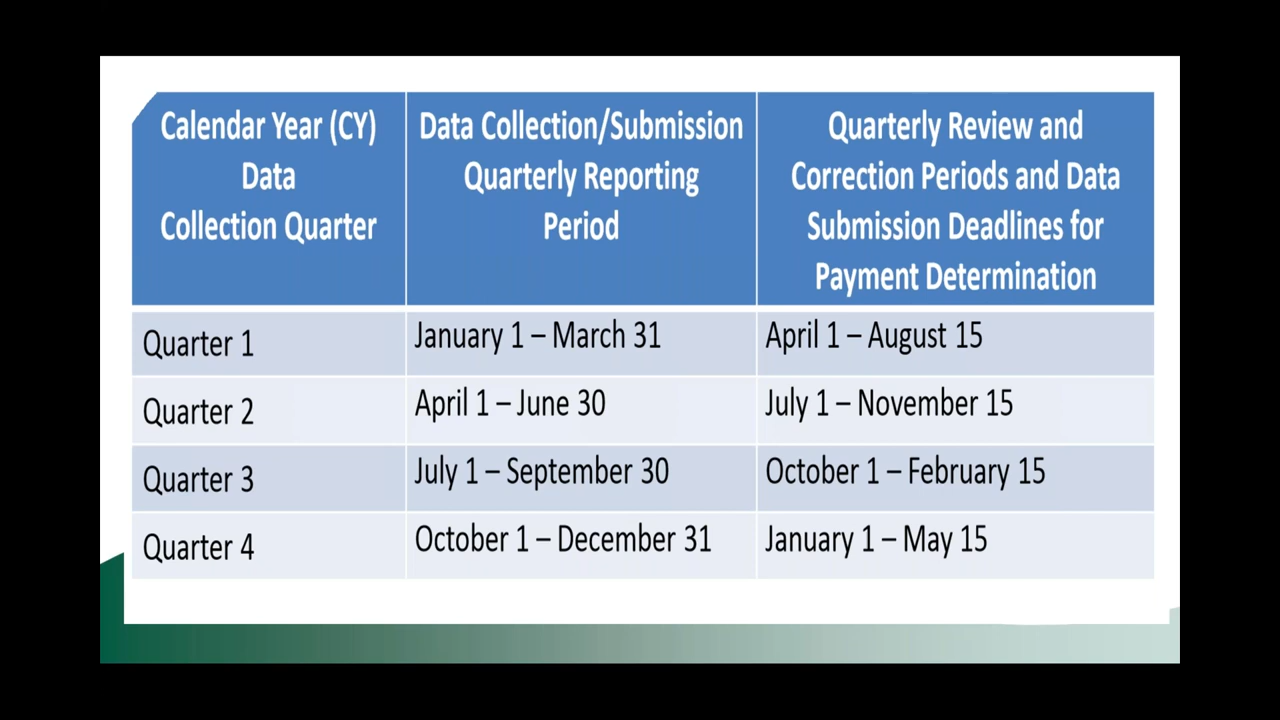 Calendar Year (CY)
Data
Collection Quarter
Data Collection/Submission
Quarterly Reporting
Period
Quarterly Review and
Correction Periods and Data
Submission Deadlines for
Payment Determination
Quarter 1
January 1 – March 31
April 1 – August 15
Quarter 2
April 1 – June 30
July 1 – November 15
Quarter 3
July 1 – September 30
October 1 – February 15
Quarter 4
October 1 – December 31
January 1 – May 15